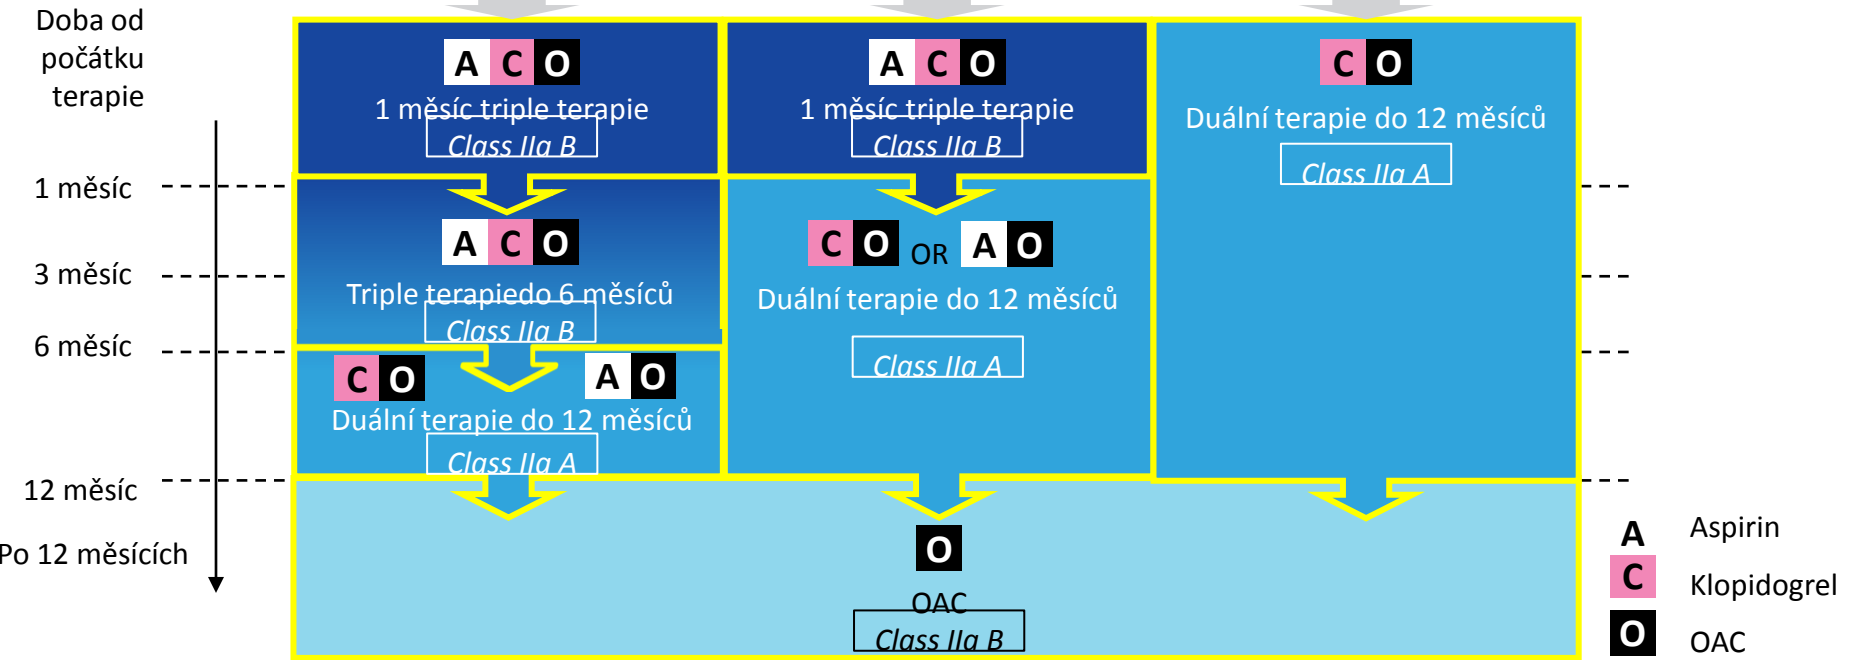 Doba od
počátku
terapie
1 měsíc
3 měsíc
6 měsíc
12 měsíc
Po 12 měsících
A C O
1 měsíc triple terapie
Class IIa B
A C O
Triple terapiedo 6 měsíců
Class IIa B
C O
A O
Duální terapie do 12 měsíců
Class IIa A
A C O
1 měsíc triple terapie
Class IIa B
C O OR A O
Duální terapie do 12 měsíců
Class IIa A
C O
Duální terapie do 12 měsíců
Class IIa A
O
OAC
Class IIa B
A Aspirin
C Klopidogrel
O OAC